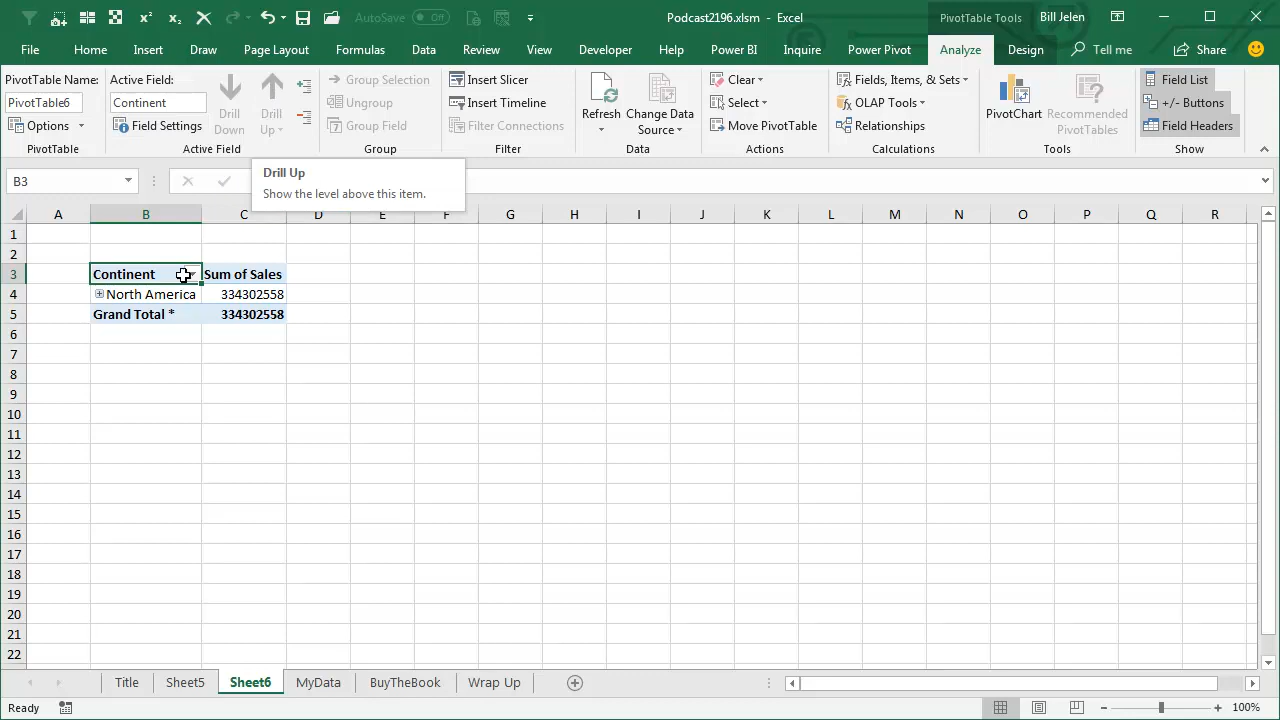 AutoSave Off
Podcast2196.xlsm - Excel
PivotTable Tools
Bill Jelen
File Home Insert Draw Page Layout Formulas Data Review View Developer Help Power BI Inquire Power Pivot Analyze Design Tell me Share
PivotTable Name:
PivotTable6
Options
PivotTable
Active Field:
Continent
Field Settings
Drill Down
Drill Up
Active Field
Group Selection
Ungroup
Group Field
Group
Insert Slicer
Insert Timeline
Filter Connections
Filter
Refresh
Change Data Source
Data
Clear
Select
Move PivotTable
Actions
Fields, Items, & Sets
OLAP Tools
Relationships
Calculations
PivotChart
Recommended PivotTables
Tools
Field List
+/- Buttons
Field Headers
Show
B3
Drill Up
Show the level above this item.
A B C D E F G H I J K L M N O P Q R
1
2
3 Continent Sum of Sales
4 North America 334302558
5 Grand Total * 334302558
6
7
8
9
10
11
12
13
14
15
16
17
18
19
20
21
22
Title Sheet5 Sheet6 MyData BuyTheBook Wrap Up
Ready
100%